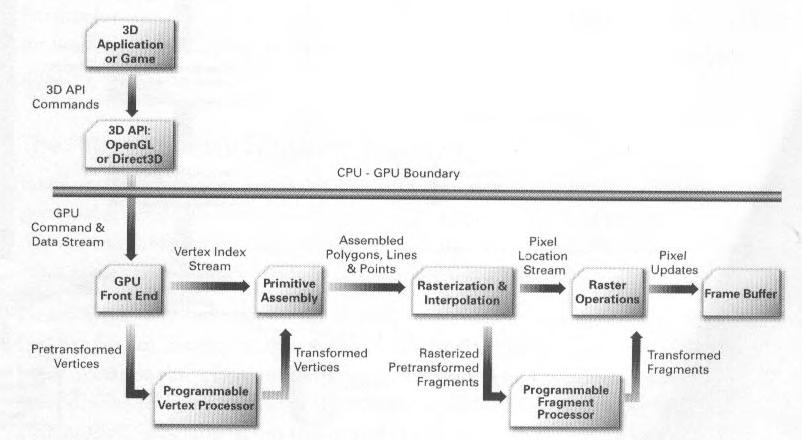 3D
Application
or Game
3D API
Commands
3D API:
OpenGL
or Direct3D
CPU - GPU Boundary
GPU
Command &
Data Stream
Vertex Index
Stream
Assembled
Polygons, Lines
& Points
Pixel
Location
Stream
Pixel
Updates
GPU
Front End
Primitive
Assembly
Rasterization &
Interpolation
Raster
Operations
Frame Buffer
Pretransformed
Vertices
Transformed
Vertices
Rasterized
Pretransformed
Fragments
Transformed
Fragments
Programmable
Vertex Processor
Programmable
Fragment
Processor